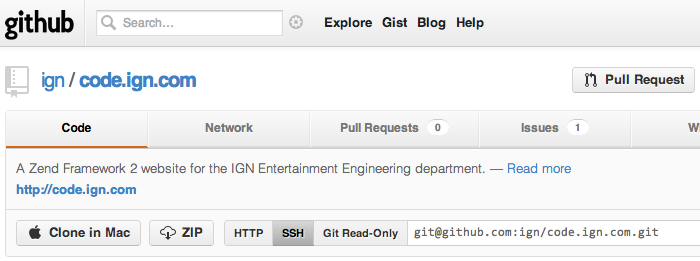 github Search... Explore Gist Blog Help
ign / code.ign.com Pull Request
Code Network Pull Requests 0 Issues 1 W
A Zend Framework 2 website for the IGN Entertainment Engineering department. — Read more
http://code.ign.com
Clone in Mac ZIP HTTP SSH Git Read-Only git@github.com:ign/code.ign.com.git